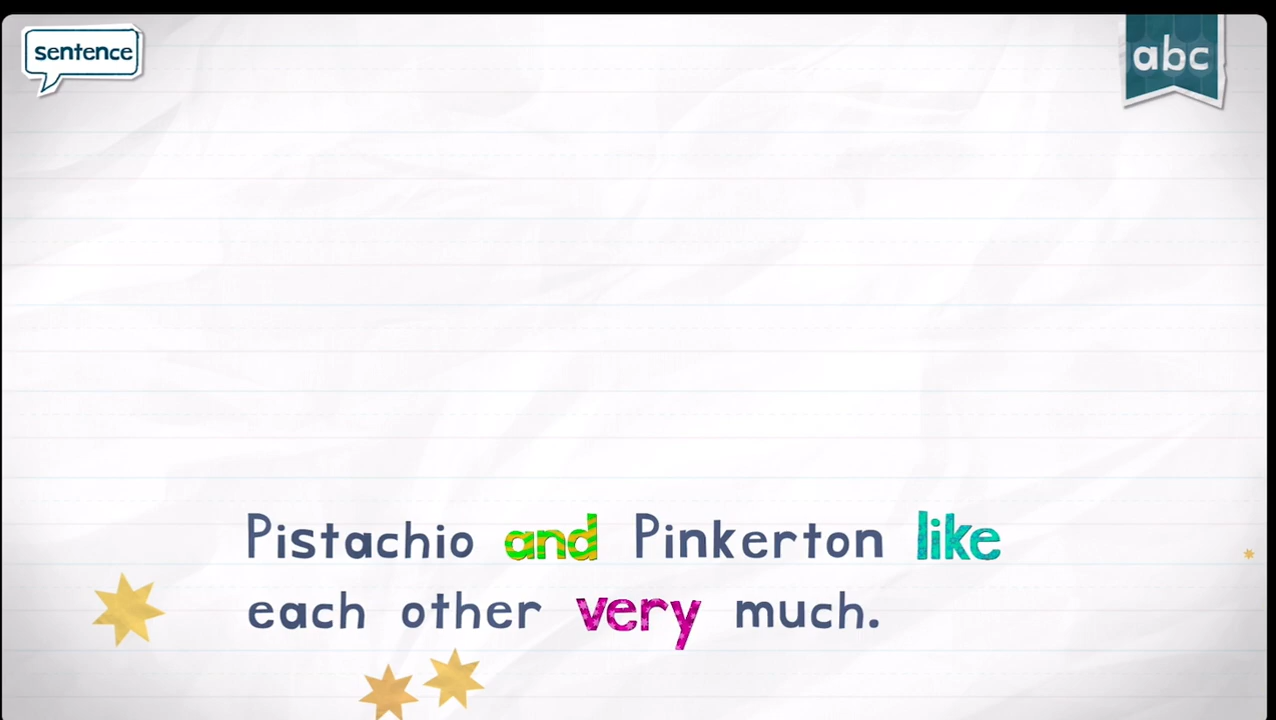 sentence
abc
Pistachio and Pinkerton like
each other very much.